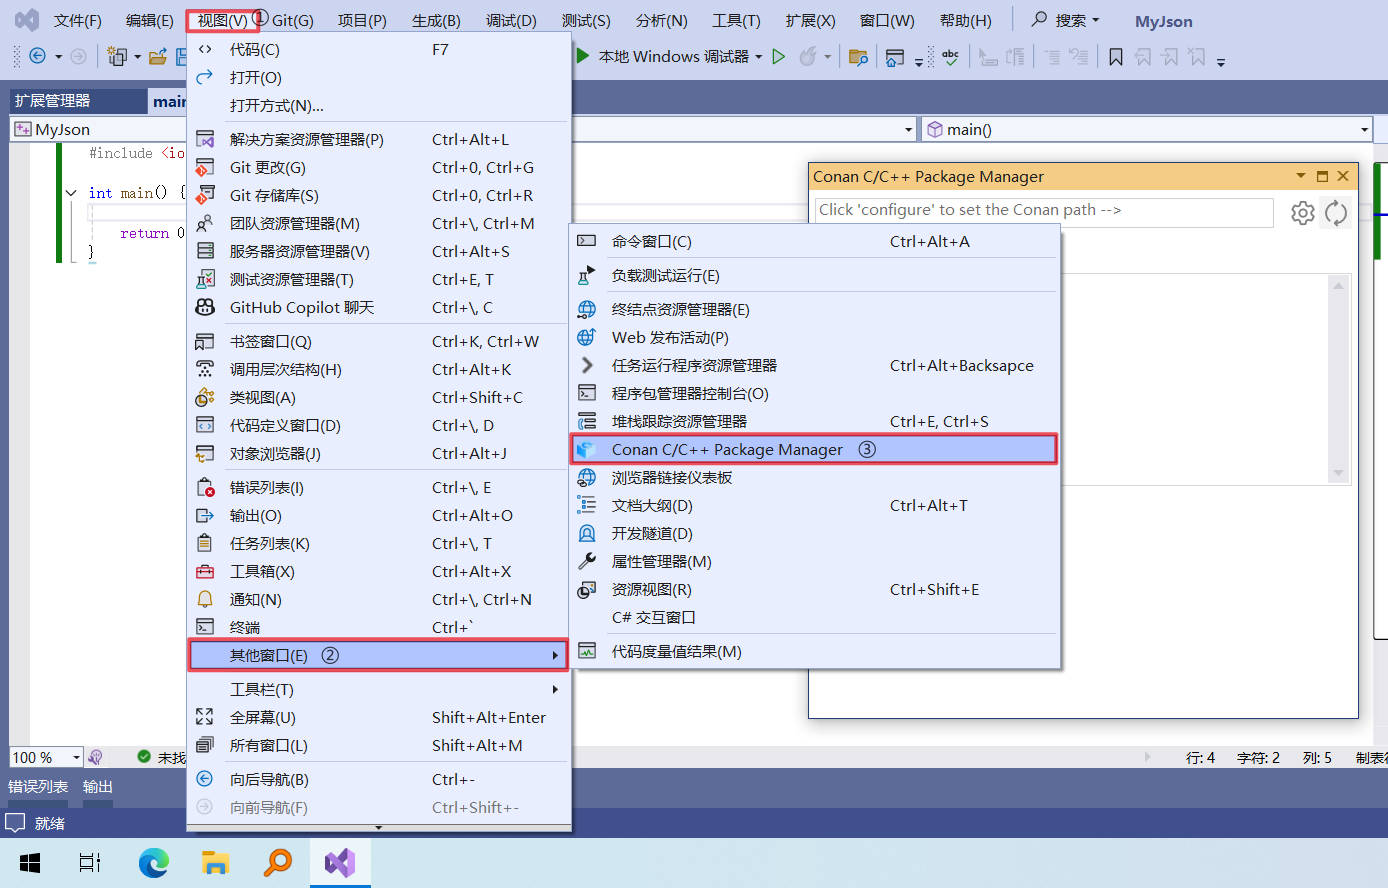 文件(F) 编辑(E) 视图(V) ① Git(G) 项目(P) 生成(B) 调试(D) 测试(S) 分析(N) 工具(T) 扩展(X) 窗口(W) 帮助(H) 搜索 MyJson
本地 Windows 调试器 abc
扩展管理器 main
MyJson main()
#include <io
int main() {
return 0
}
代码(C) F7
打开(O)
打开方式(N)...
解决方案资源管理器(P) Ctrl+Alt+L
Git 更改(G) Ctrl+0, Ctrl+G
Git 存储库(S) Ctrl+0, Ctrl+R
团队资源管理器(M) Ctrl+\, Ctrl+M
服务器资源管理器(V) Ctrl+Alt+S
测试资源管理器(T) Ctrl+E, T
GitHub Copilot 聊天 Ctrl+\, C
书签窗口(Q) Ctrl+K, Ctrl+W
调用层次结构(H) Ctrl+Alt+K
类视图(A) Ctrl+Shift+C
代码定义窗口(D) Ctrl+\, D
对象浏览器(J) Ctrl+Alt+J
错误列表(I) Ctrl+\, E
输出(O) Ctrl+Alt+O
任务列表(K) Ctrl+\, T
工具箱(X) Ctrl+Alt+X
通知(N) Ctrl+\, Ctrl+N
终端 Ctrl+`
其他窗口(E) ②
工具栏(T)
全屏幕(U) Shift+Alt+Enter
所有窗口(L) Shift+Alt+M
向后导航(B) Ctrl+-
向前导航(F) Ctrl+Shift+-
Conan C/C++ Package Manager
Click 'configure' to set the Conan path -->
命令窗口(C) Ctrl+Alt+A
负载测试运行(E)
终结点资源管理器(E)
Web 发布活动(P)
任务运行程序资源管理器 Ctrl+Alt+Backsapce
程序包管理器控制台(O)
堆栈跟踪资源管理器 Ctrl+E, Ctrl+S
Conan C/C++ Package Manager ③
浏览器链接仪表板
文档大纲(D) Ctrl+Alt+T
开发隧道(D)
属性管理器(M)
资源视图(R) Ctrl+Shift+E
C# 交互窗口
代码度量值结果(M)
100 % 未找 行: 4 字符: 2 列: 5 制表符
错误列表 输出
就绪